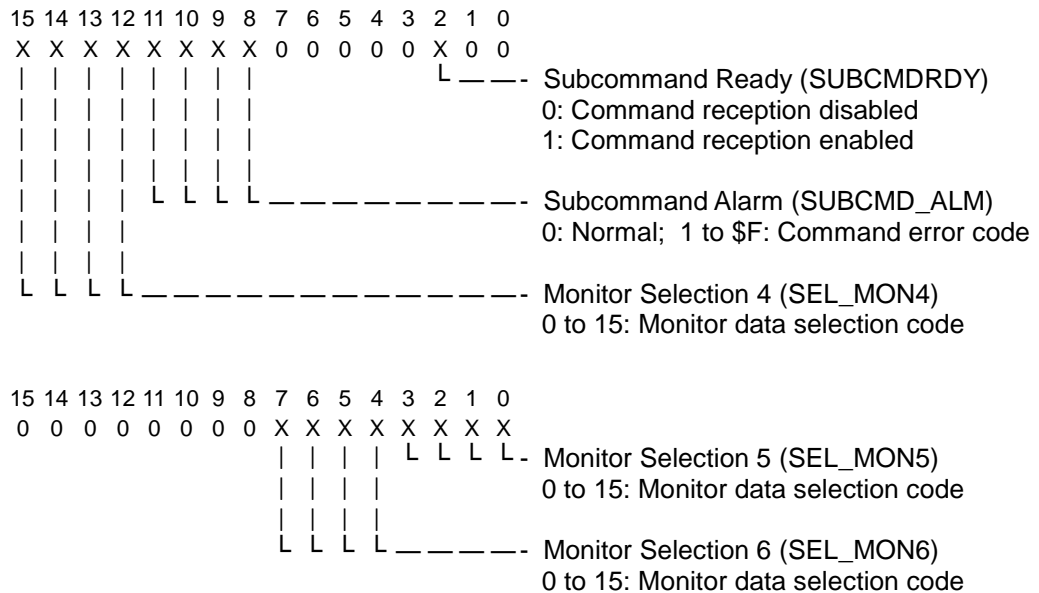 15 14 13 12 11 10 9 8 7 6 5 4 3 2 1 0
X X X X X X X X 0 0 0 0 0 X 0 0
Subcommand Ready (SUBCMDRDY)
0: Command reception disabled
1: Command reception enabled
Subcommand Alarm (SUBCMD_ALM)
0: Normal; 1 to $F: Command error code
Monitor Selection 4 (SEL_MON4)
0 to 15: Monitor data selection code
15 14 13 12 11 10 9 8 7 6 5 4 3 2 1 0
0 0 0 0 0 0 0 0 X X X X X X X X
Monitor Selection 5 (SEL_MON5)
0 to 15: Monitor data selection code
Monitor Selection 6 (SEL_MON6)
0 to 15: Monitor data selection code